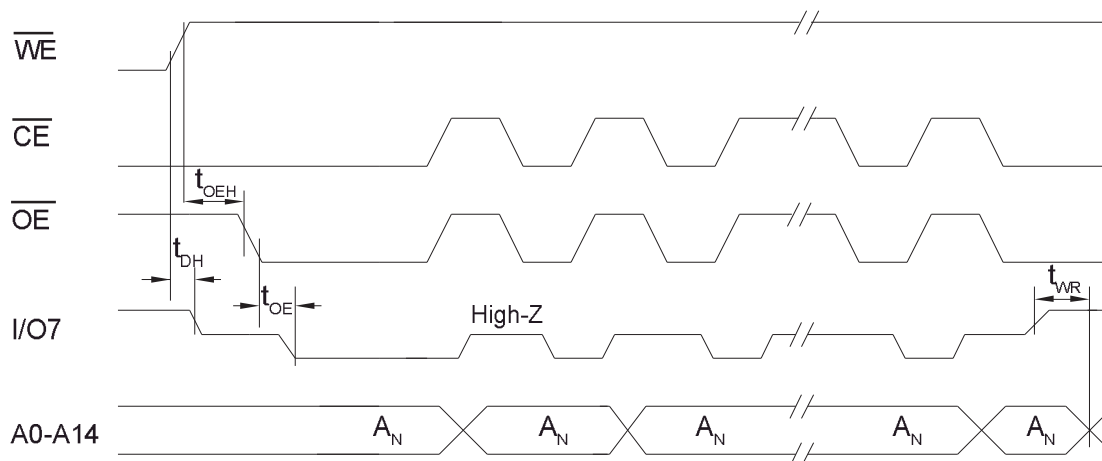 WE
CE
tOEH
OE
tDH
tOE
tWR
High-Z
I/O7
A0-A14
AN AN AN AN AN